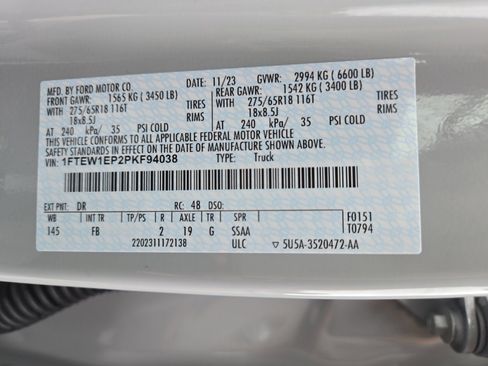 MFD. BY FORD MOTOR CO. DATE: 11/23 GVWR: 2994 KG ( 6600 LB)
FRONT GAWR: 1565 KG ( 3450 LB) REAR GAWR: 1542 KG ( 3400 LB)
WITH 275/65R18 116T TIRES WITH 275/65R18 116T TIRES
18x8.5J RIMS 18x8.5J RIMS
AT 240 kPa/ 35 PSI COLD AT 240 kPa/ 35 PSI COLD
THIS VEHICLE CONFORMS TO ALL APPLICABLE FEDERAL MOTOR VEHICLE
SAFETY STANDARDS IN EFFECT ON THE DATE OF MANUFACTURE SHOWN ABOVE.
VIN: 1FTEW1EP2PKF94038 TYPE: Truck
EXT PNT: DR RC: 48 DSO: F0151
WB INT TR TP/PS R AXLE TR SPR T0794
145 FB 2 19 G SSAA
2202311172138 ULC 5U5A-3520472-AA